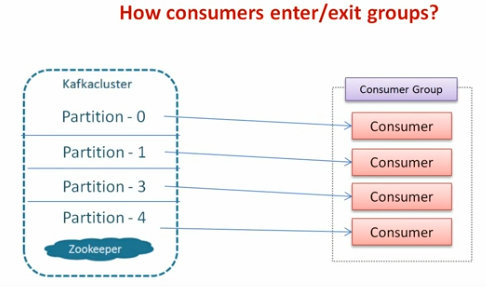 How consumers enter/exit groups?
Kafkacluster
Partition - 0
Partition - 1
Partition - 3
Partition - 4
Zookeeper
Consumer Group
Consumer
Consumer
Consumer
Consumer